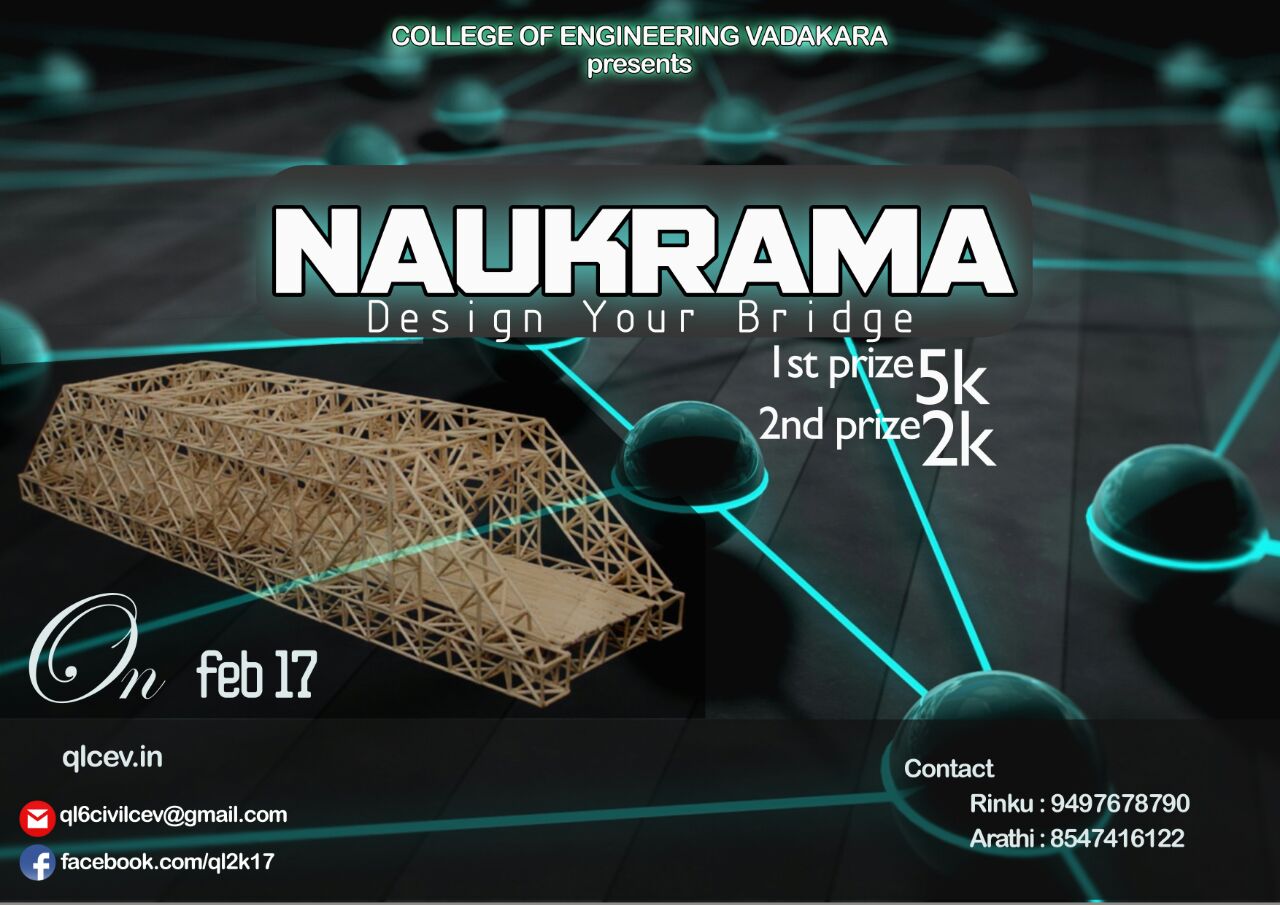 COLLEGE OF ENGINEERING VADAKARA
presents
NAUKRAMA
Design Your Bridge
1st prize 5k
2nd prize 2k
On feb 17
qlcev.in
ql6civilcev@gmail.com
facebook.com/ql2k17
Contact
Rinku : 9497678790
Arathi : 8547416122